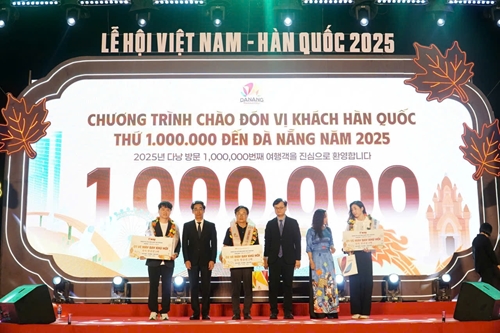 LỄ HỘI VIỆT NAM - HÀN QUỐC 2025
DANANG
CHƯƠNG TRÌNH CHÀO ĐÓN VỊ KHÁCH HÀN QUỐC
THỨ 1.000.000 ĐẾN ĐÀ NẴNG NĂM 2025
2025년 다낭 방문 1,000,000번째 여행객을 진심으로 환영합니다
1.000.000